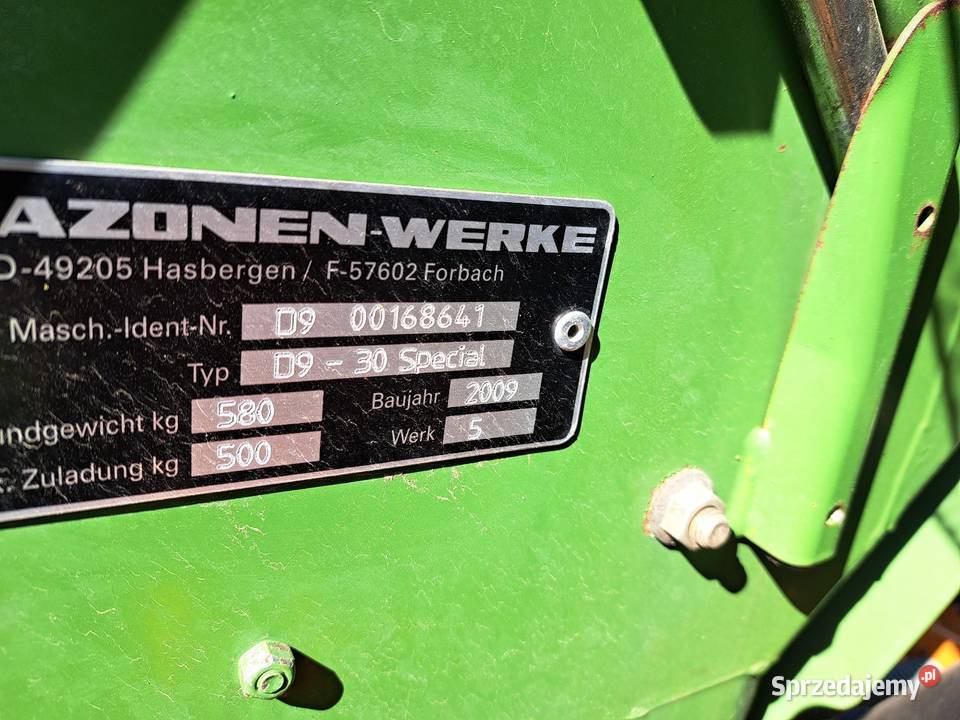 AZONEN-WERKE
D-49205 Hasbergen / F-57602 Forbach
Masch.-Ident-Nr. D9 00168641
Typ D9 - 30 Special
undgewicht kg 580 Baujahr 2009
. Zuladung kg 500 Werk 5
Sprzedajemy.pl